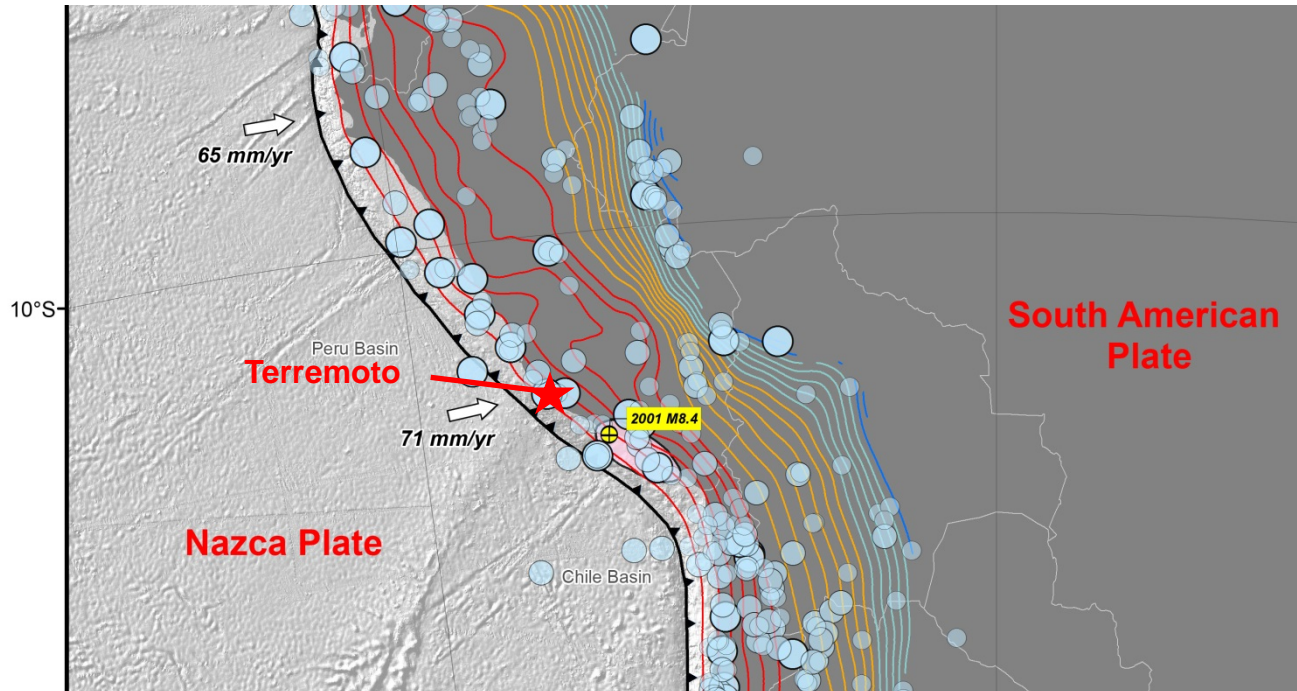 65 mm/yr
10°S
South American
Plate
Peru Basin
Terremoto
2001 M8.4
71 mm/yr
Nazca Plate
Chile Basin